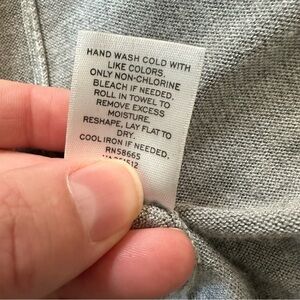 HAND WASH COLD WITH
LIKE COLORS.
ONLY NON-CHLORINE
BLEACH IF NEEDED.
ROLL IN TOWEL TO
REMOVE EXCESS
MOISTURE.
RESHAPE, LAY FLAT TO
DRY.
COOL IRON IF NEEDED.
RN58665